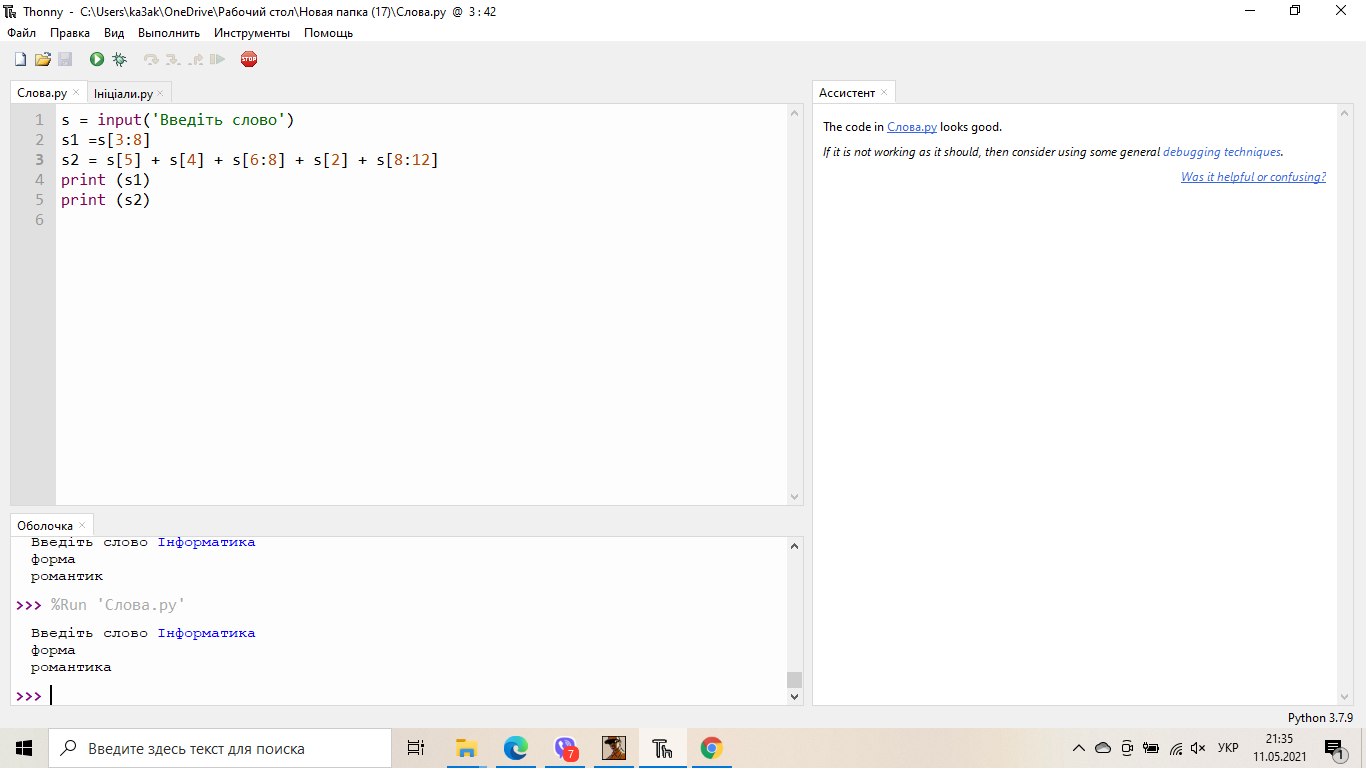 Thonny - C:\Users\ka3ak\OneDrive\Рабочий стол\Новая папка (17)\Слова.py @ 3:42
Файл Правка Вид Выполнить Инструменты Помощь
STOP
Слова.py × Ініціали.py ×
1 s = input('Введіть слово')
2 s1 =s[3:8]
3 s2 = s[5] + s[4] + s[6:8] + s[2] + s[8:12]
4 print (s1)
5 print (s2)
6
Ассистент ×
The code in Слова.py looks good.
If it is not working as it should, then consider using some general debugging techniques.
Was it helpful or confusing?
Оболочка ×
Введіть слово Інформатика
форма
романтик
>>> %Run 'Слова.py'
Введіть слово Інформатика
форма
романтика
>>>
Python 3.7.9
Введите здесь текст для поиска
7
Th
УКР
21:35
11.05.2021
1